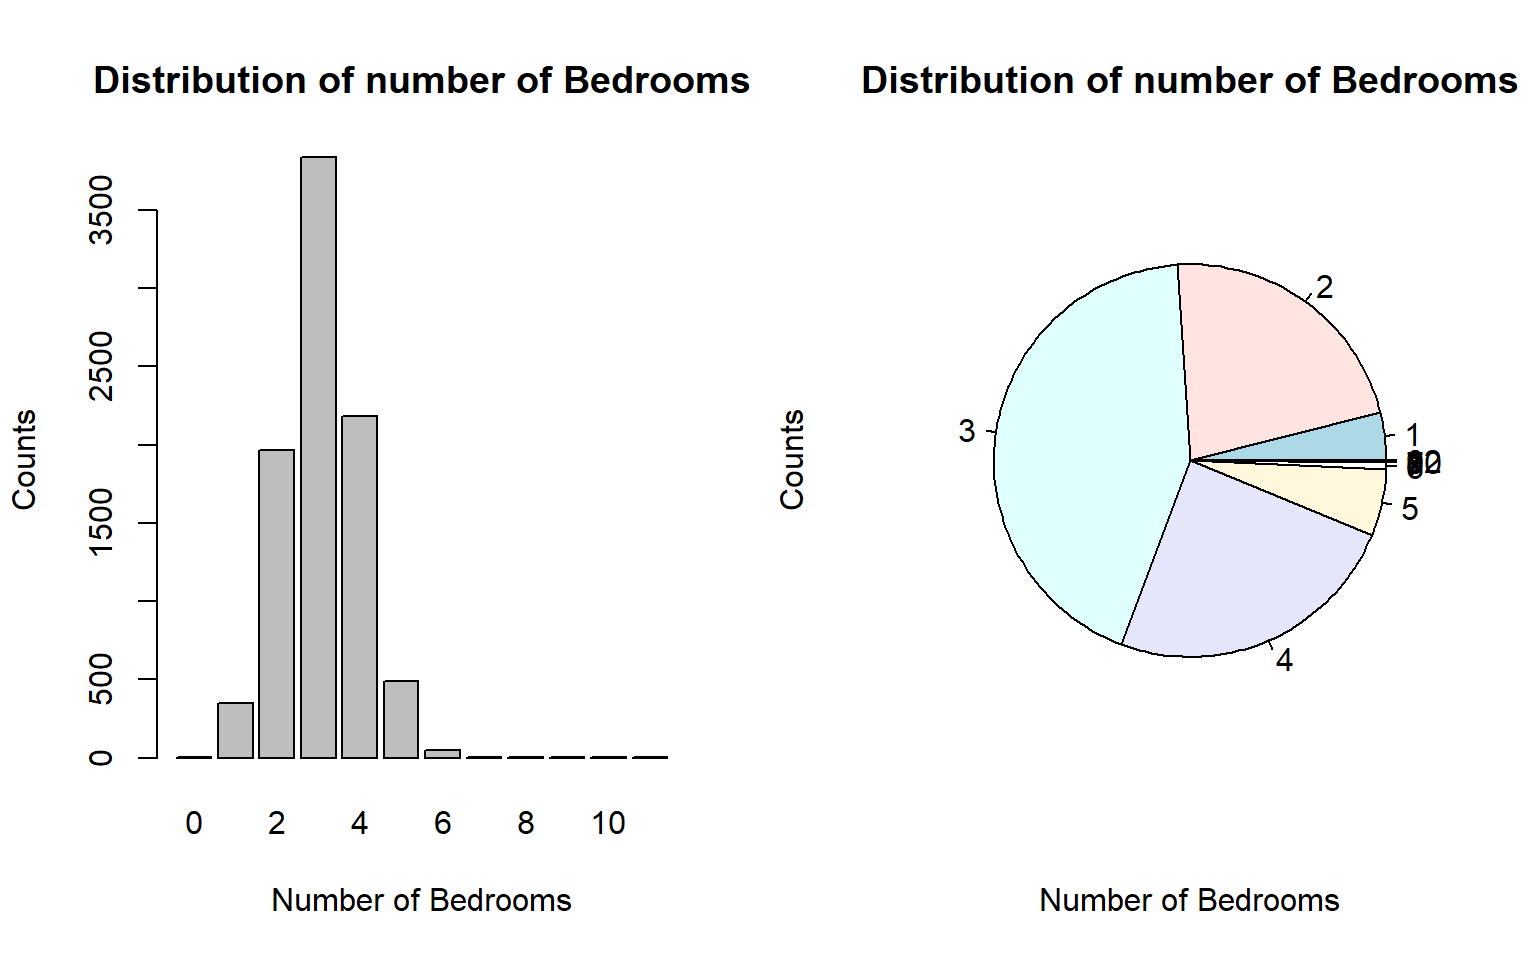 Distribution of number of Bedrooms
Counts
3500
2500
1500
500
0
0 2 4 6 8 10
Number of Bedrooms
Distribution of number of Bedrooms
Counts
2
3
1
5
4
Number of Bedrooms